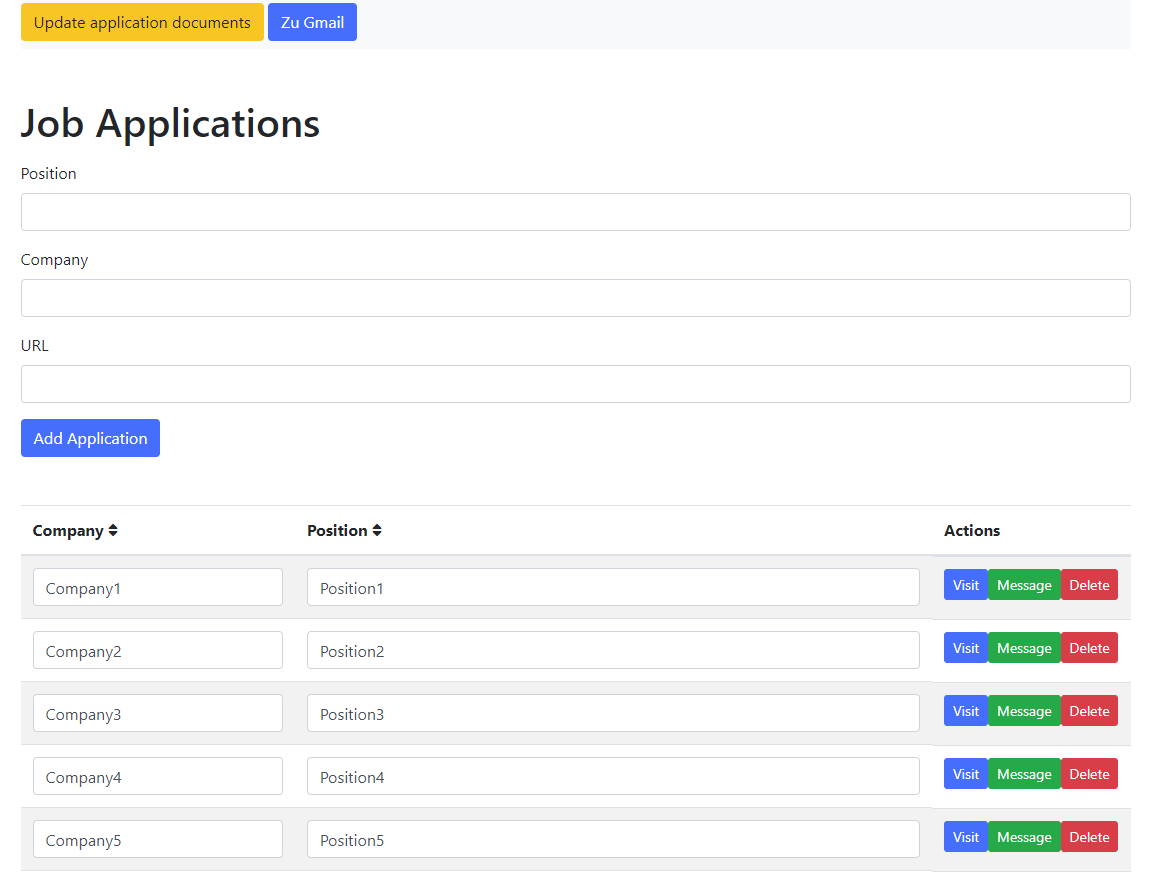 Update application documents Zu Gmail
Job Applications
Position
Company
URL
Add Application
Company Position Actions
Company1 Position1 Visit Message Delete
Company2 Position2 Visit Message Delete
Company3 Position3 Visit Message Delete
Company4 Position4 Visit Message Delete
Company5 Position5 Visit Message Delete